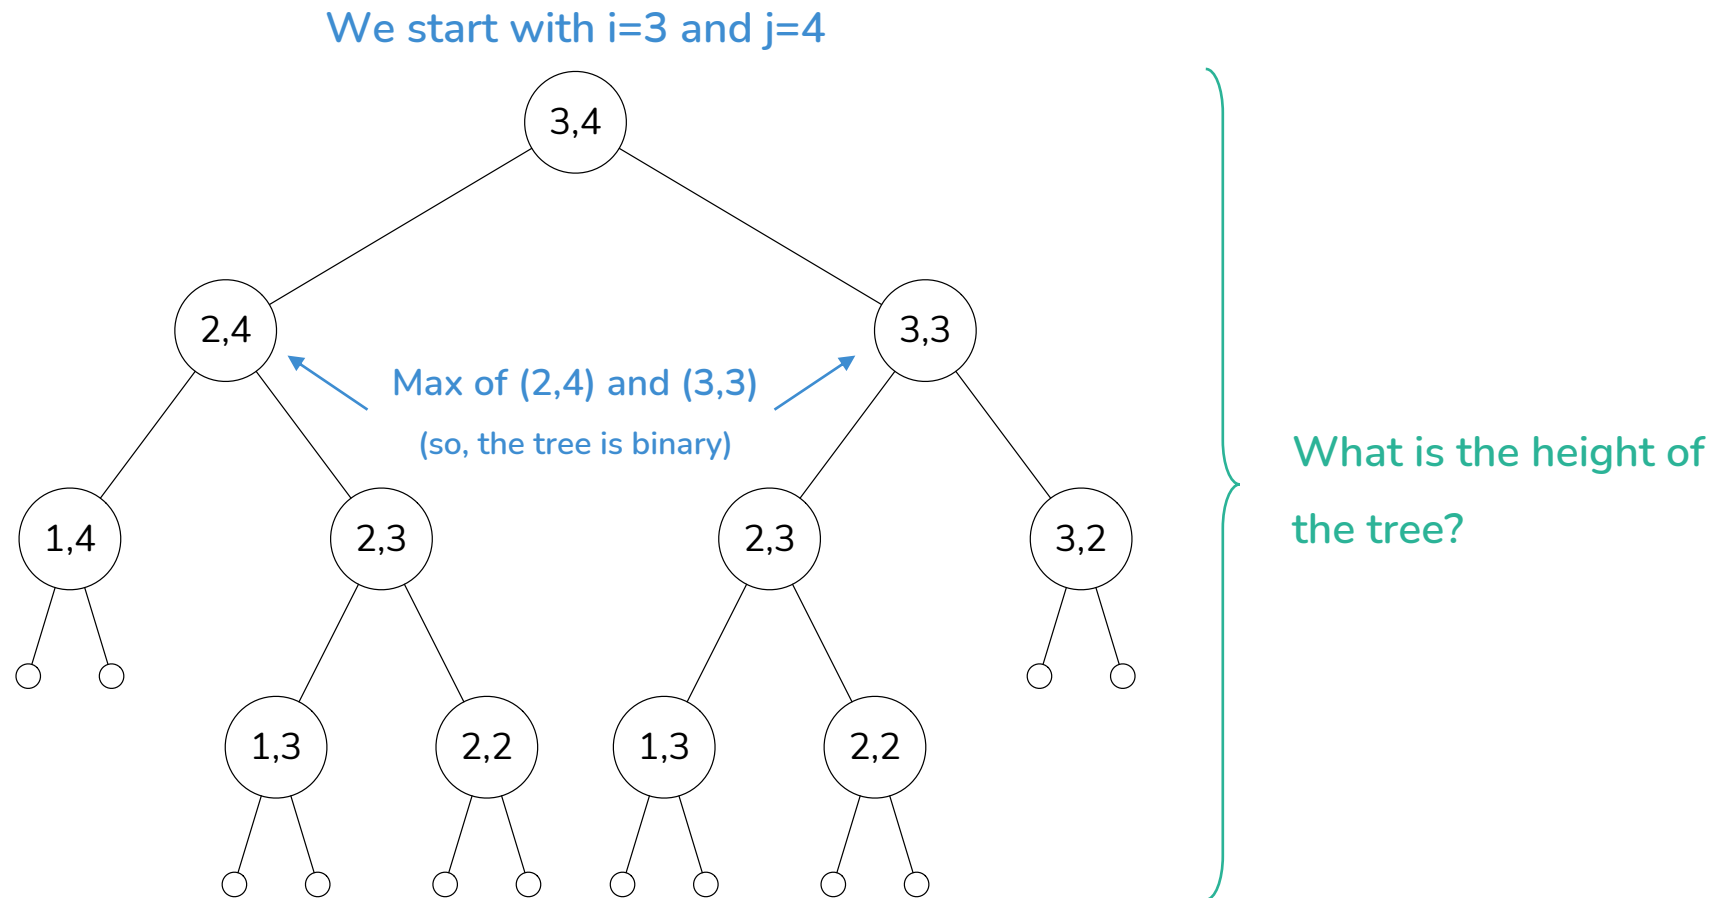 We start with i=3 and j=4
3,4
2,4
3,3
Max of (2,4) and (3,3)
(so, the tree is binary)
What is the height of
the tree?
1,4
2,3
2,3
3,2
1,3
2,2
1,3
2,2